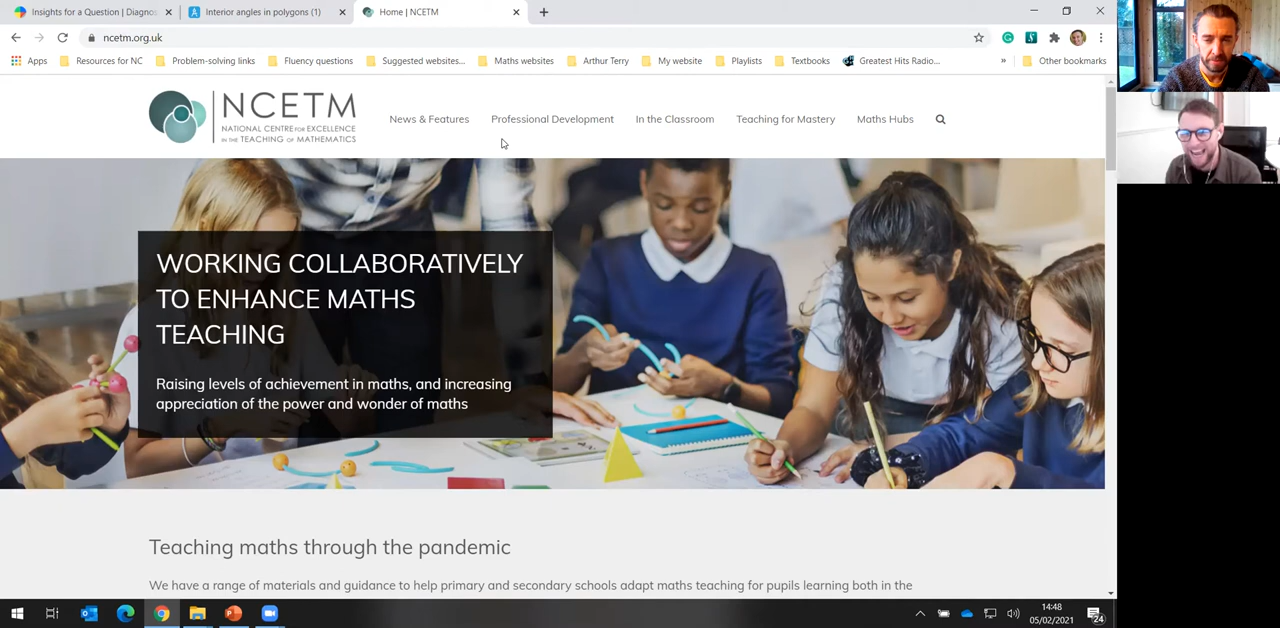 Insights for a Question | Diagno
Interior angles in polygons (1)
Home | NCETM
ncetm.org.uk
Apps
Resources for NC
Problem-solving links
Fluency questions
Suggested websites...
Maths websites
Arthur Terry
My website
Playlists
Textbooks
Greatest Hits Radio...
»
Other bookmarks
NCETM
NATIONAL CENTRE FOR EXCELLENCE
IN THE TEACHING OF MATHEMATICS
News & Features
Professional Development
In the Classroom
Teaching for Mastery
Maths Hubs
WORKING COLLABORATIVELY
TO ENHANCE MATHS
TEACHING
Raising levels of achievement in maths, and increasing
appreciation of the power and wonder of maths
Teaching maths through the pandemic
We have a range of materials and guidance to help primary and secondary schools adapt maths teaching for pupils learning both in the
14:48
05/02/2021
24